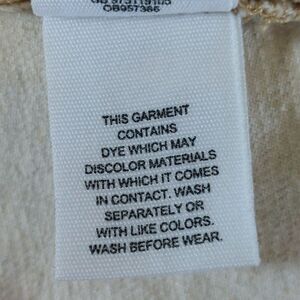 OB957366
THIS GARMENT
CONTAINS
DYE WHICH MAY
DISCOLOR MATERIALS
WITH WHICH IT COMES
IN CONTACT. WASH
SEPARATELY OR
WITH LIKE COLORS.
WASH BEFORE WEAR.